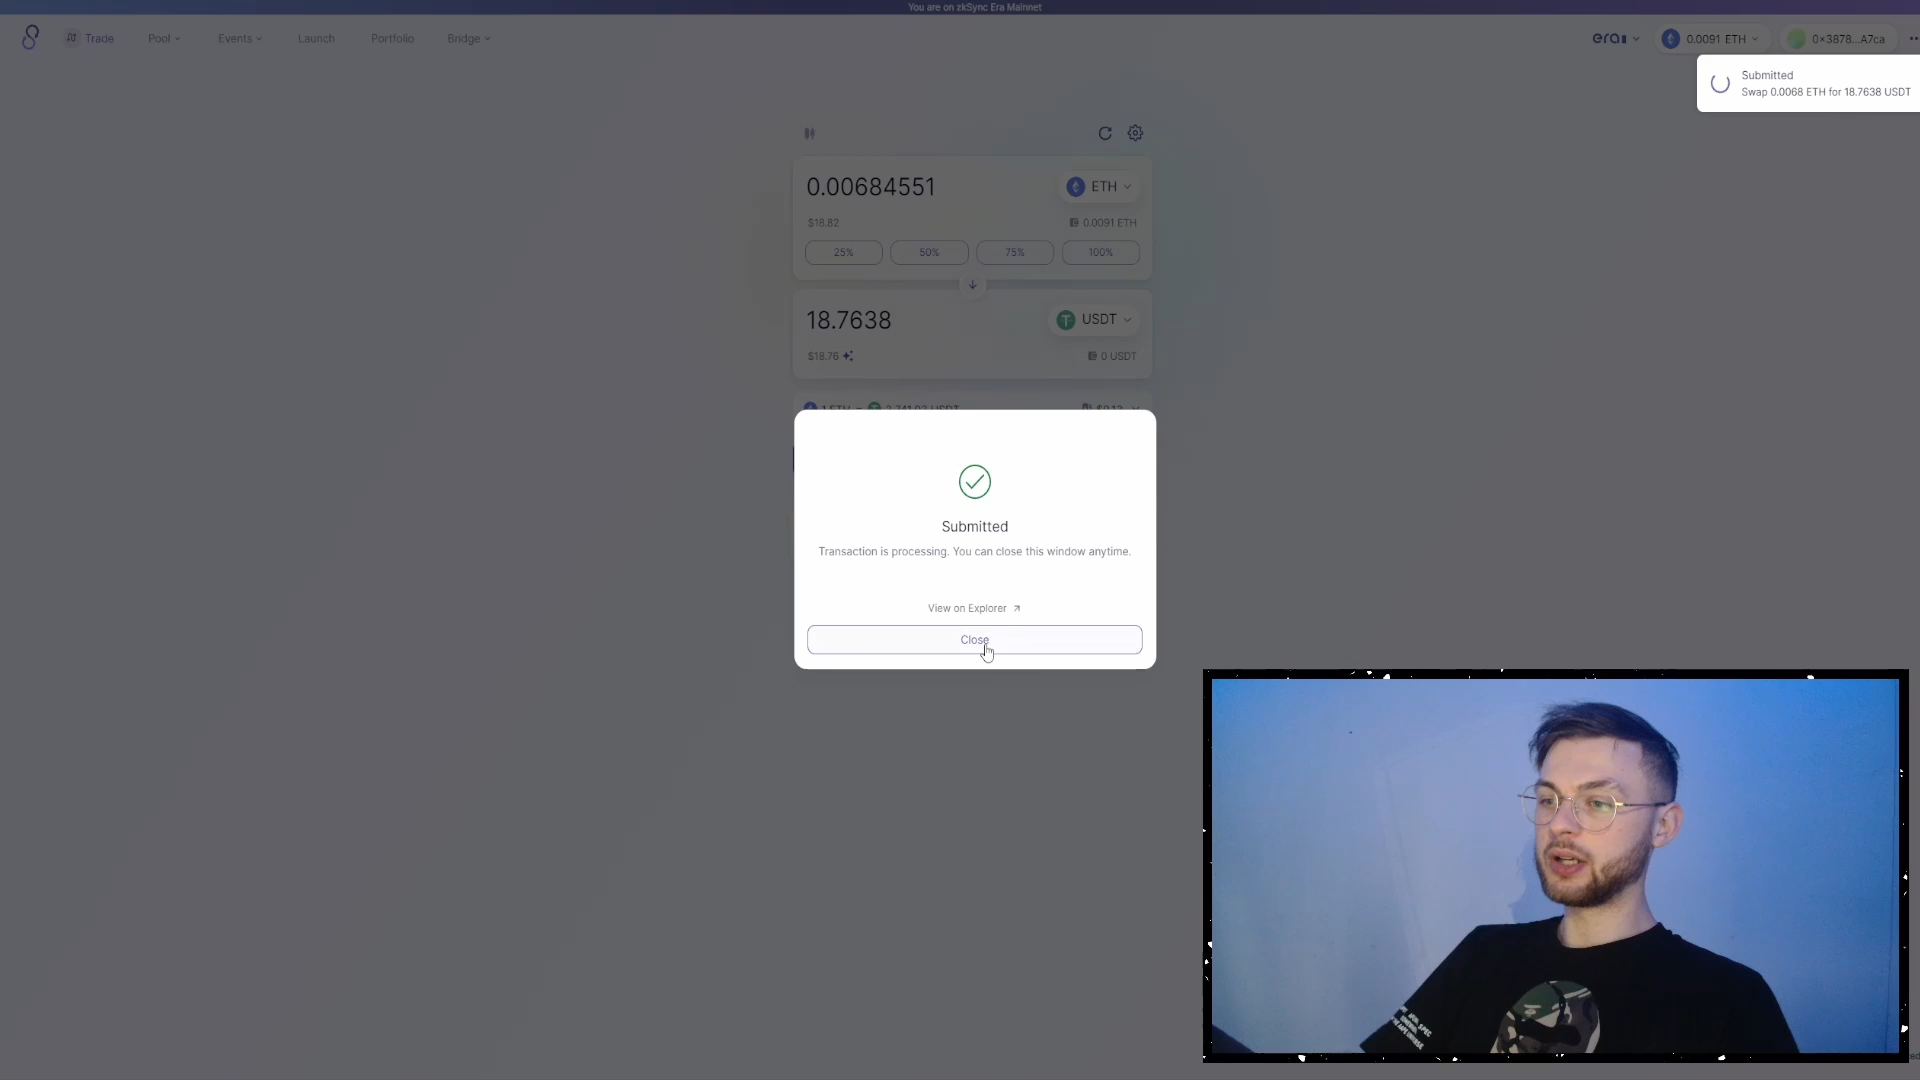 You are on zkSync Era Mainnet
Trade
Pool
Events
Launch
Portfolio
Bridge
era
0.0091 ETH
0×3878...A7ca
Submitted
Swap 0.0068 ETH for 18.7638 USDT
0.00684551
ETH
$18.82
0.0091 ETH
25%
50%
75%
100%
18.7638
USDT
$18.76
0 USDT
Submitted
Transaction is processing. You can close this window anytime.
View on Explorer
Close